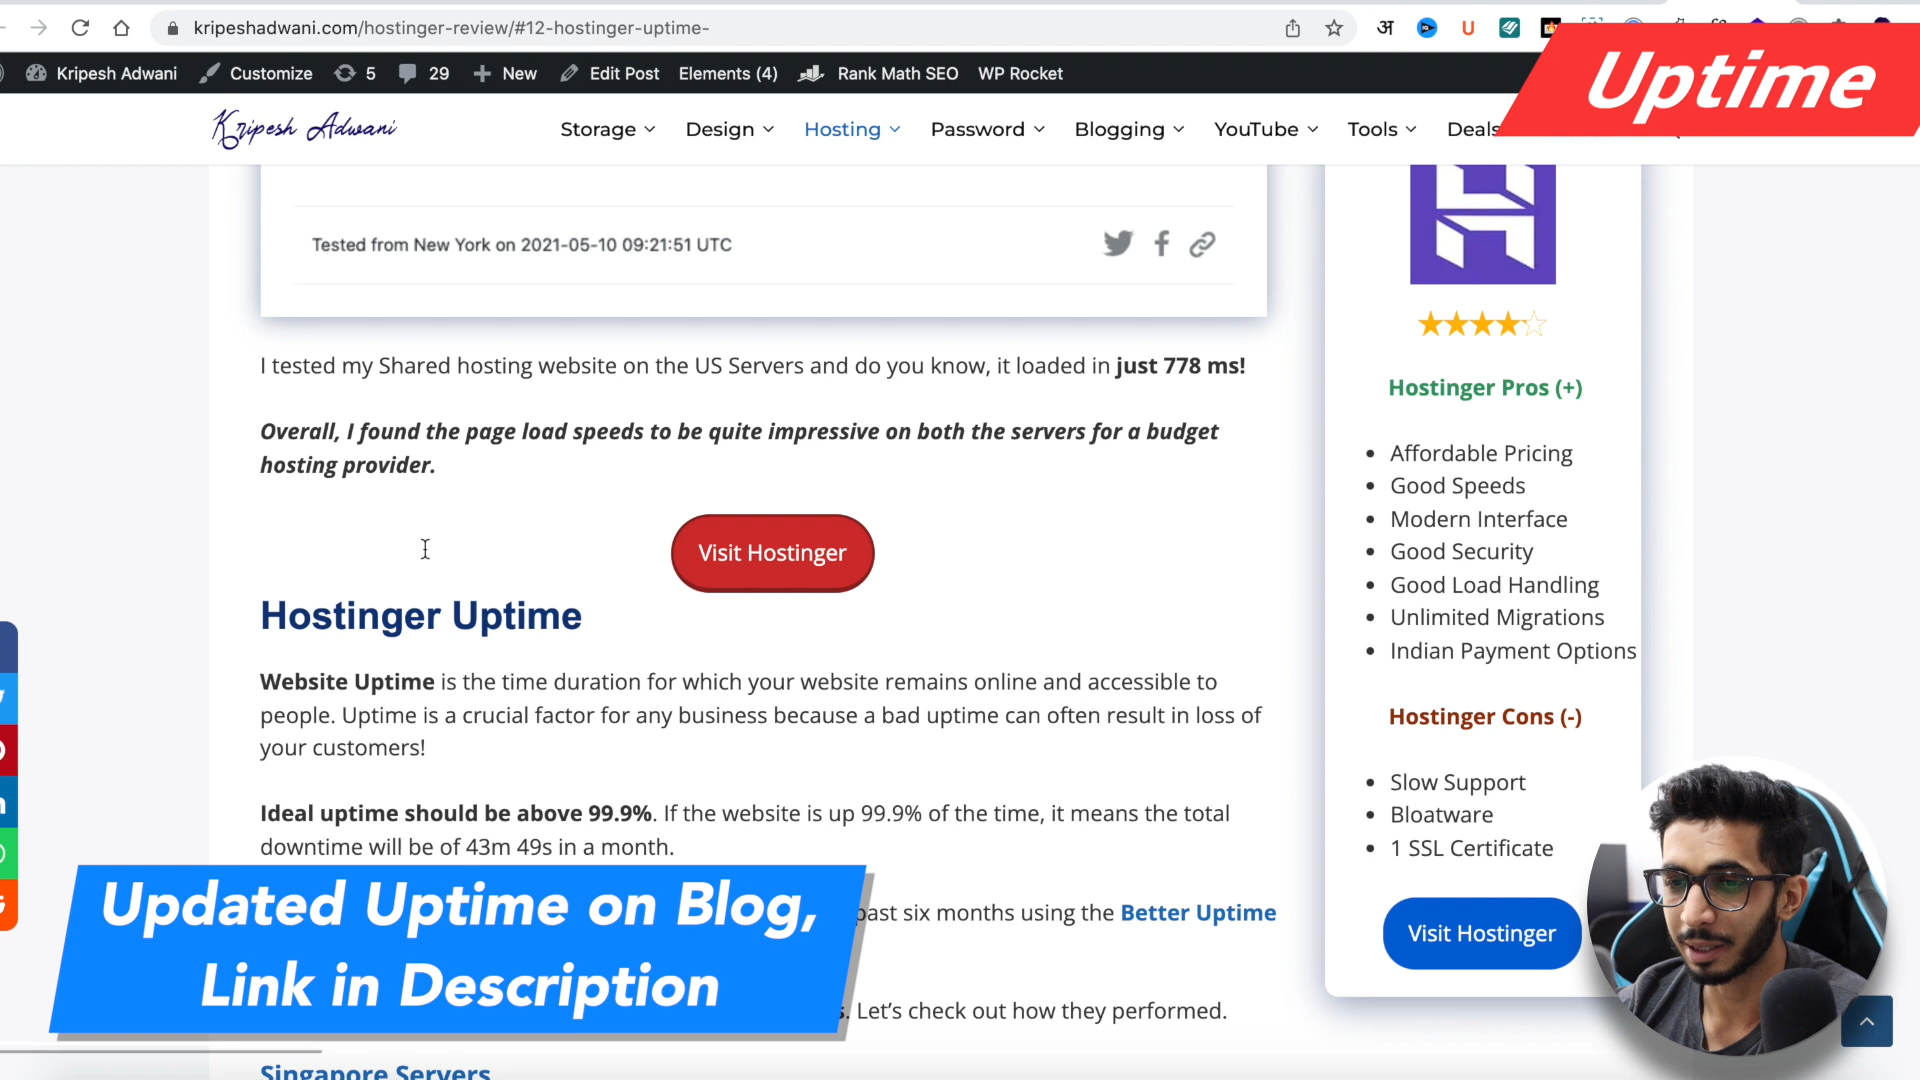 kripeshadwani.com/hostinger-review/#12-hostinger-uptime-
अ
U
Kripesh Adwani
Customize
5
29
New
Edit Post
Elements (4)
Rank Math SEO
WP Rocket
Uptime
Kripesh Adwani
Storage
Design
Hosting
Password
Blogging
YouTube
Tools
Deals
Tested from New York on 2021-05-10 09:21:51 UTC
I tested my Shared hosting website on the US Servers and do you know, it loaded in just 778 ms!
Overall, I found the page load speeds to be quite impressive on both the servers for a budget
hosting provider.
Visit Hostinger
Hostinger Uptime
Website Uptime is the time duration for which your website remains online and accessible to
people. Uptime is a crucial factor for any business because a bad uptime can often result in loss of
your customers!
Ideal uptime should be above 99.9%. If the website is up 99.9% of the time, it means the total
downtime will be of 43m 49s in a month.
past six months using the Better Uptime
Let's check out how they performed.
Singapore Servers
Updated Uptime on Blog,
Link in Description
Hostinger Pros (+)
Affordable Pricing
Good Speeds
Modern Interface
Good Security
Good Load Handling
Unlimited Migrations
Indian Payment Options
Hostinger Cons (-)
Slow Support
Bloatware
1 SSL Certificate
Visit Hostinger